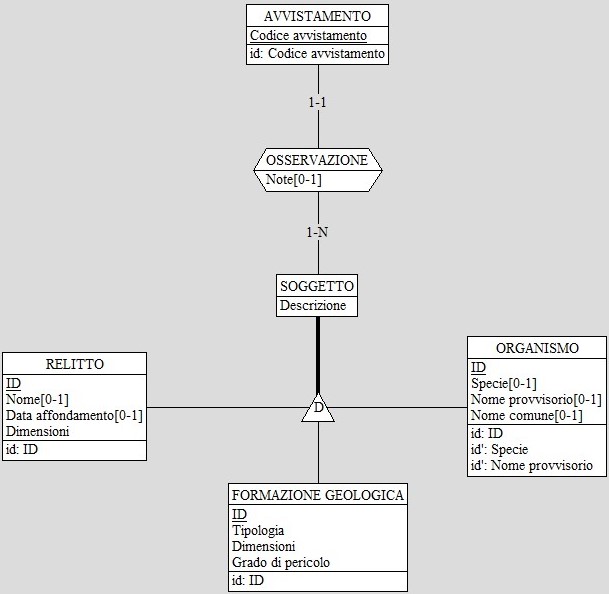 AVVISTAMENTO
Codice avvistamento
id: Codice avvistamento
1-1
OSSERVAZIONE
Note[0-1]
1-N
SOGGETTO
Descrizione
RELITTO
ID
Nome[0-1]
Data affondamento[0-1]
Dimensioni
id: ID
D
ORGANISMO
ID
Specie[0-1]
Nome provvisorio[0-1]
Nome comune[0-1]
id: ID
id': Specie
id': Nome provvisorio
FORMAZIONE GEOLOGICA
ID
Tipologia
Dimensioni
Grado di pericolo
id: ID